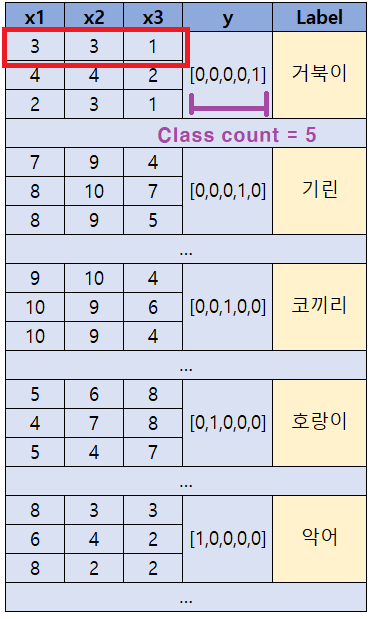 x1 x2 x3 y Label
3 3 1
4 4 2 [0,0,0,0,1] 거북이
2 3 1
Class count = 5
7 9 4
8 10 7 [0,0,0,1,0] 기린
8 9 5
...
9 10 4
10 9 6 [0,0,1,0,0] 코끼리
10 9 4
...
5 6 8
4 7 8 [0,1,0,0,0] 호랑이
5 4 7
...
8 3 3
6 4 2 [1,0,0,0,0] 악어
8 2 2
...